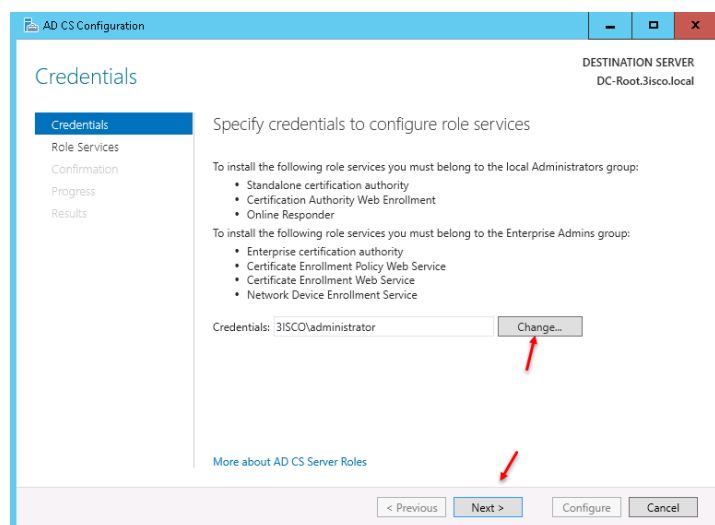 AD CS Configuration
Credentials
DESTINATION SERVER
DC-Root.3isco.local
Credentials
Role Services
Confirmation
Progress
Results
Specify credentials to configure role services
To install the following role services you must belong to the local Administrators group:
• Standalone certification authority
• Certification Authority Web Enrollment
• Online Responder
To install the following role services you must belong to the Enterprise Admins group:
• Enterprise certification authority
• Certificate Enrollment Policy Web Service
• Certificate Enrollment Web Service
• Network Device Enrollment Service
Credentials: 3ISCO\administrator Change...
More about AD CS Server Roles
< Previous Next > Configure Cancel